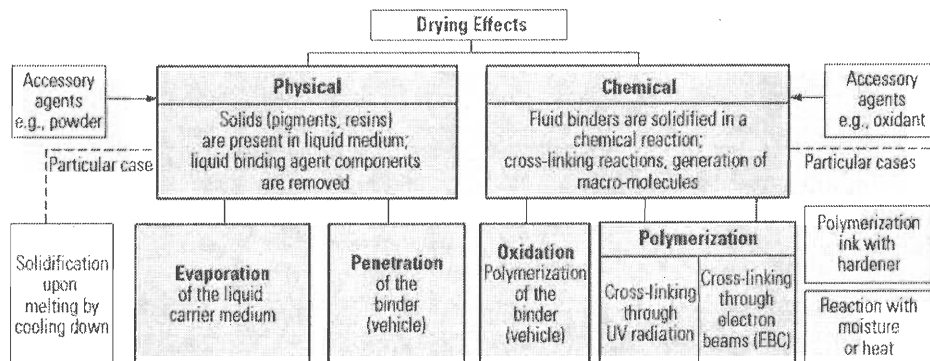 Drying Effects
Accessory
agents
e.g., powder
Physical
Solids (pigments, resins)
are present in liquid medium;
liquid binding agent components
are removed
Chemical
Fluid binders are solidified in a
chemical reaction;
cross-linking reactions, generation of
macro-molecules
Accessory
agents
e.g., oxidant
Particular case
Particular cases
Solidification
upon
melting by
cooling down
Evaporation
of the liquid
carrier medium
Penetration
of the
binder
(vehicle)
Oxidation
Polymerization
of the
binder
(vehicle)
Polymerization
Cross-linking
through
UV radiation
Cross-linking
through
electron
beams (EBC)
Polymerization
ink with
hardener
Reaction with
moisture
or heat